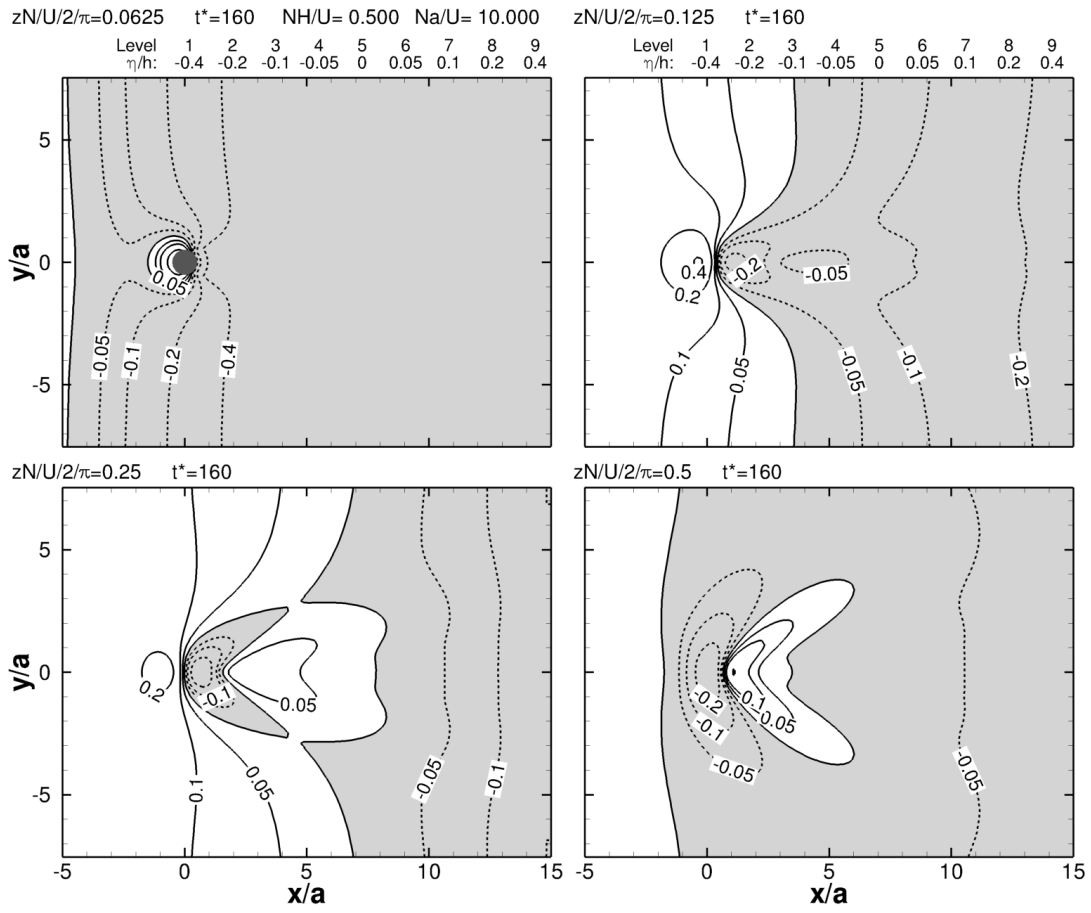 zN/U/2/π=0.0625 t*=160 NH/U= 0.500 Na/U= 10.000
Level 1 2 3 4 5 6 7 8 9
η/h: -0.4 -0.2 -0.1 -0.05 0 0.05 0.1 0.2 0.4
y/a
5
0
-5
0.05
-0.05
-0.1
-0.2
-0.4
zN/U/2/π=0.125 t*=160
Level 1 2 3 4 5 6 7 8 9
η/h: -0.4 -0.2 -0.1 -0.05 0 0.05 0.1 0.2 0.4
0.4
0.2
-0.2
-0.05
0.1
0.05
-0.05
-0.1
-0.2
zN/U/2/π=0.25 t*=160
y/a
5
0
-5
0.2
-0.1
0.05
0.1
0.05
-0.05
-0.1
-5 0 5 10 15
x/a
zN/U/2/π=0.5 t*=160
-0.2
-0.1
-0.05
0.1
0.05
-0.05
-5 0 5 10 15
x/a